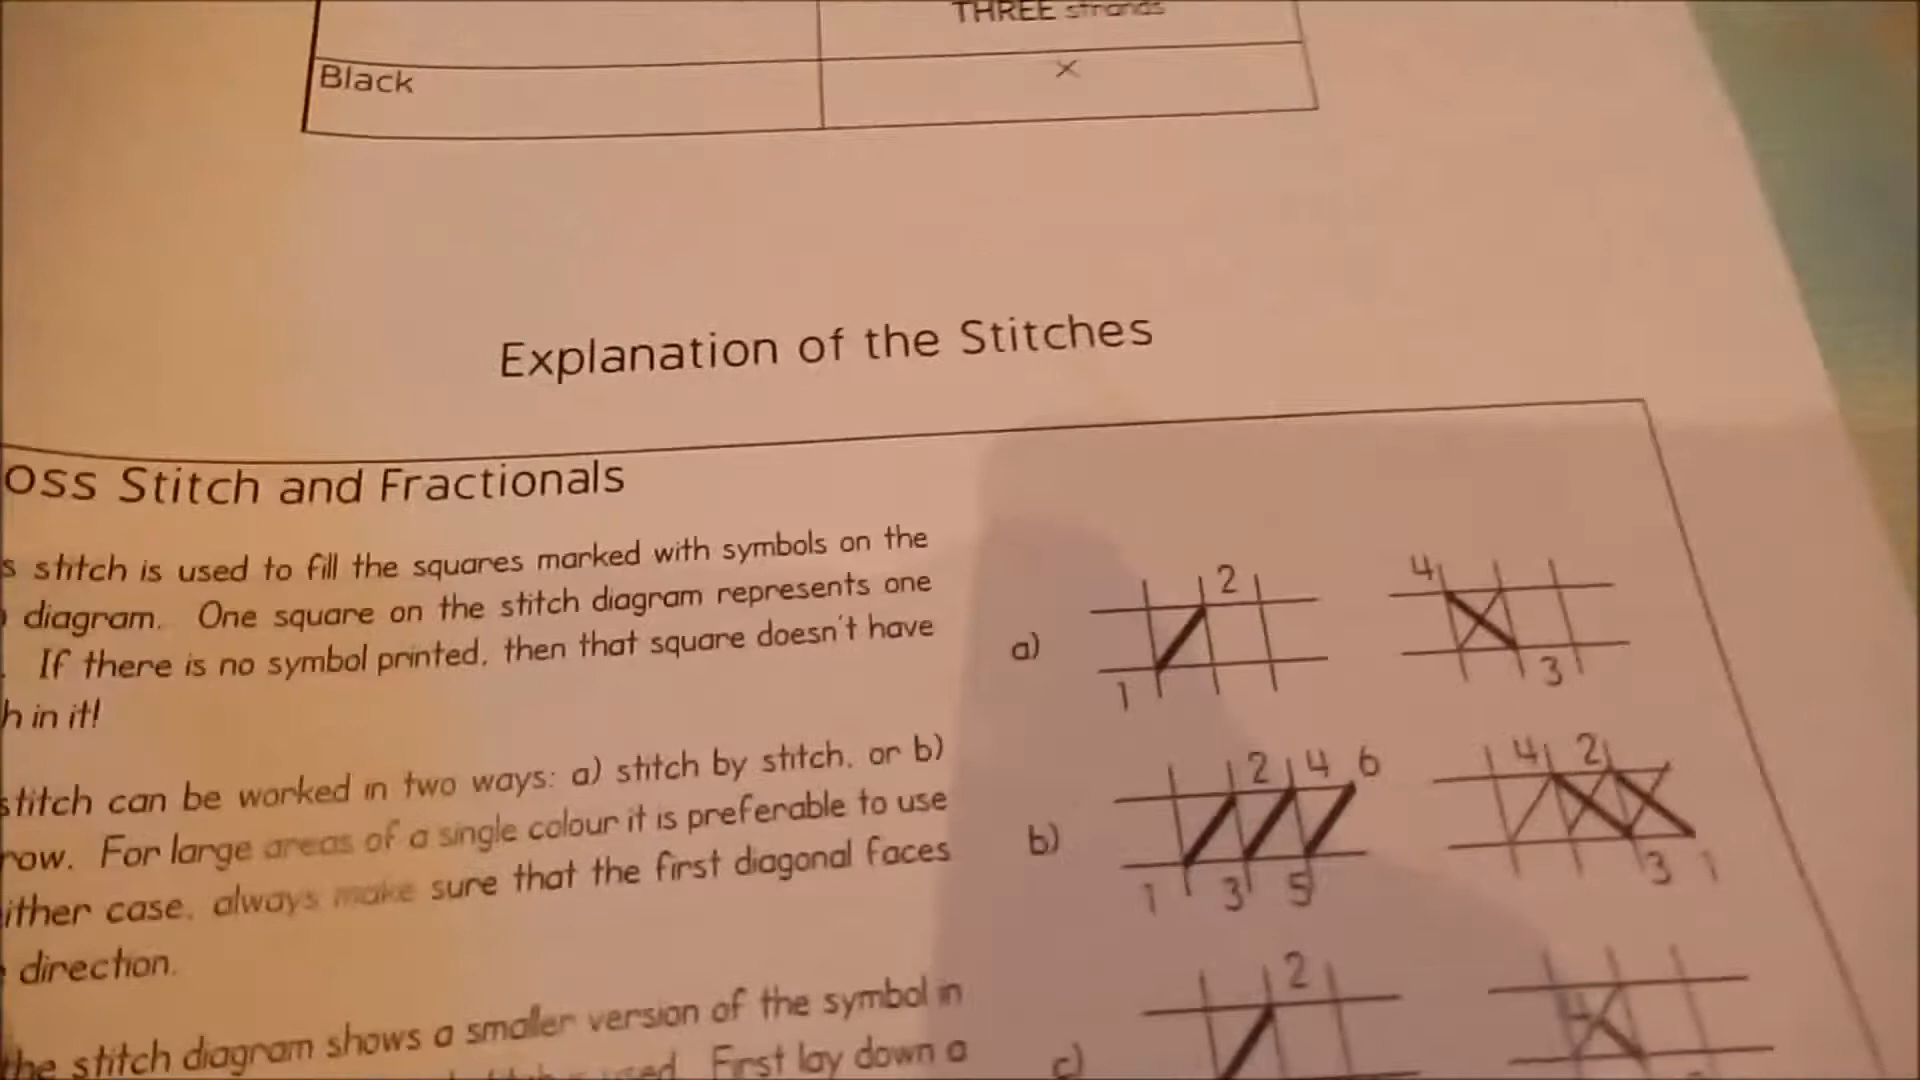 THREE strands
Black
×
Explanation of the Stitches
oss Stitch and Fractionals
s stitch is used to fill the squares marked with symbols on the
diagram. One square on the stitch diagram represents one
. If there is no symbol printed, then that square doesn't have
h in it!
stitch can be worked in two ways: a) stitch by stitch, or b)
row. For large areas of a single colour it is preferable to use
ither case, always make sure that the first diagonal faces
direction.
the stitch diagram shows a smaller version of the symbol in
First lay down a
a)
1 2
4 3
b)
2 4 6
1 3 5
4 2
3 1
c)
2
4